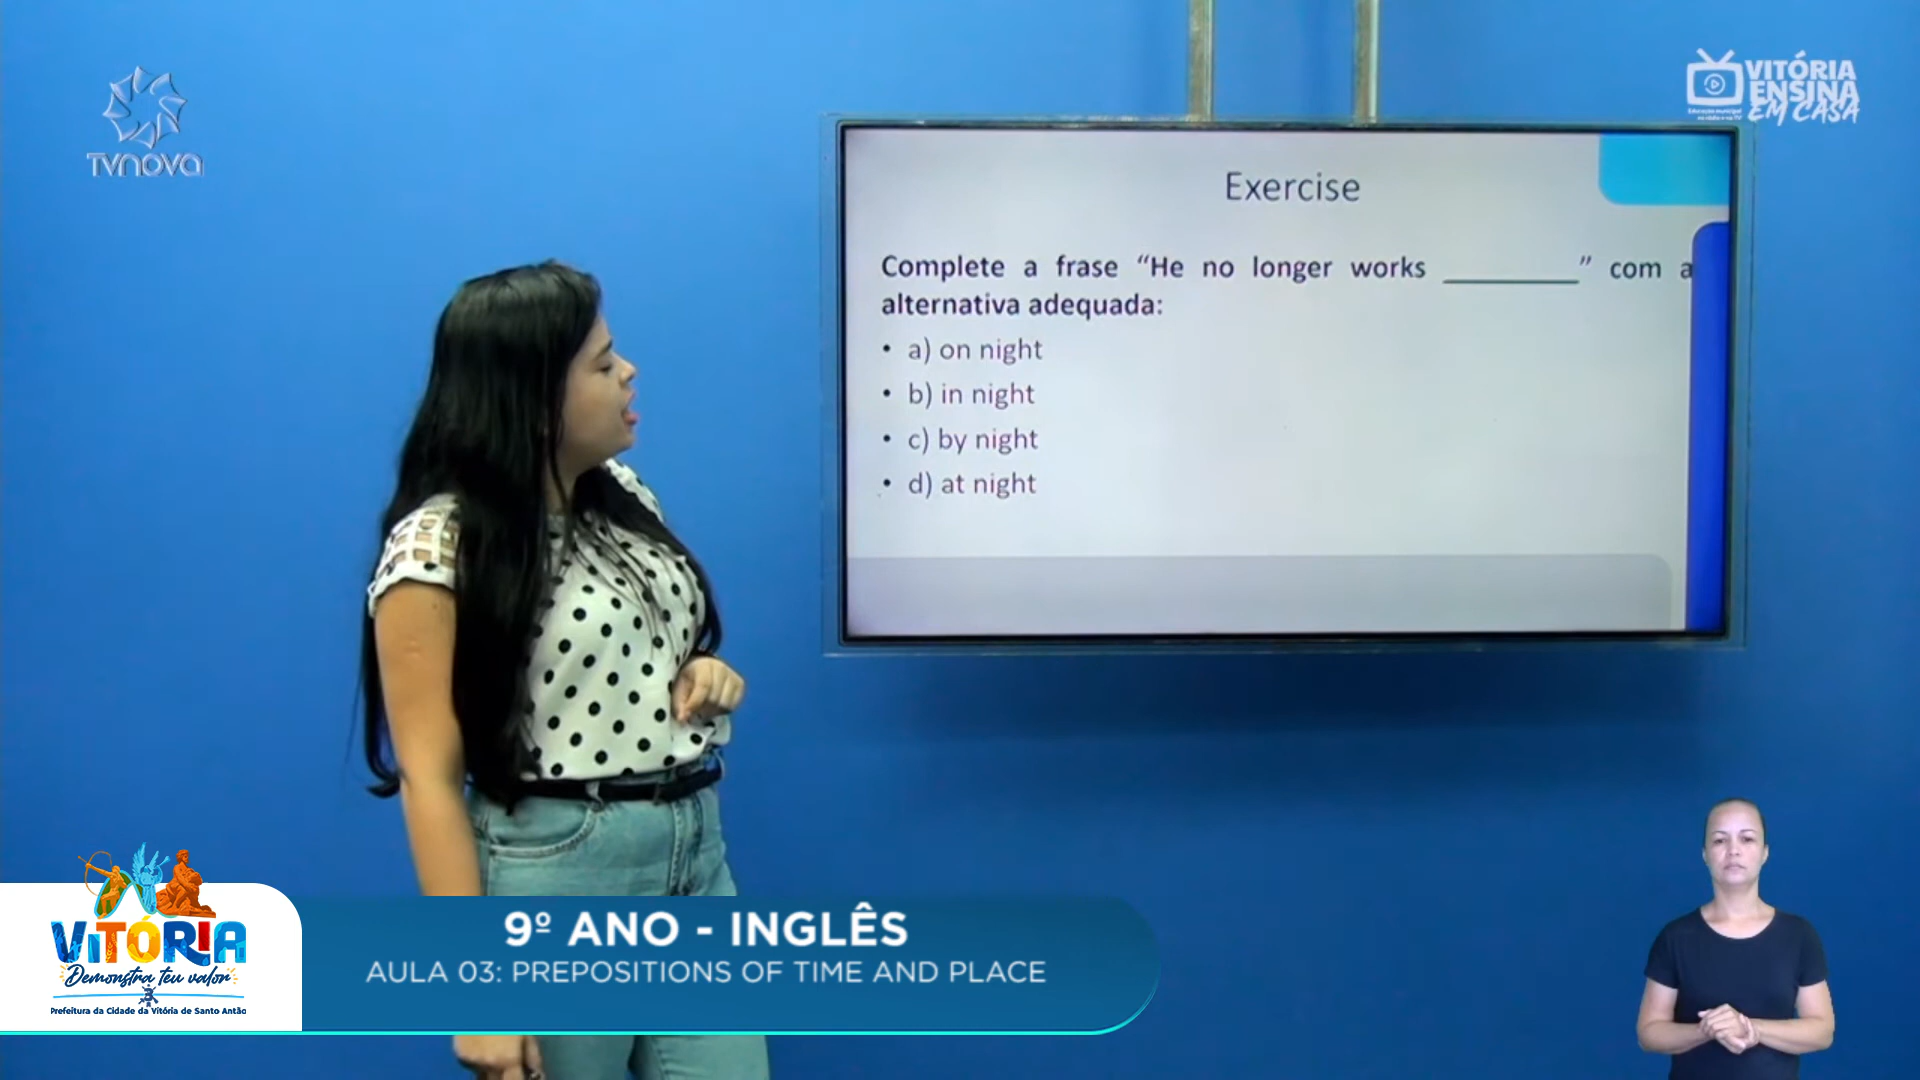 TVNOVA
VITÓRIA
ENSINA
EM CASA
Exercise
Complete a frase “He no longer works __________” com a
alternativa adequada:
• a) on night
• b) in night
• c) by night
• d) at night
9º ANO - INGLÊS
AULA 03: PREPOSITIONS OF TIME AND PLACE
VITÓRIA
Demonstra teu valor
Prefeitura da Cidade da Vitória de Santo Antão